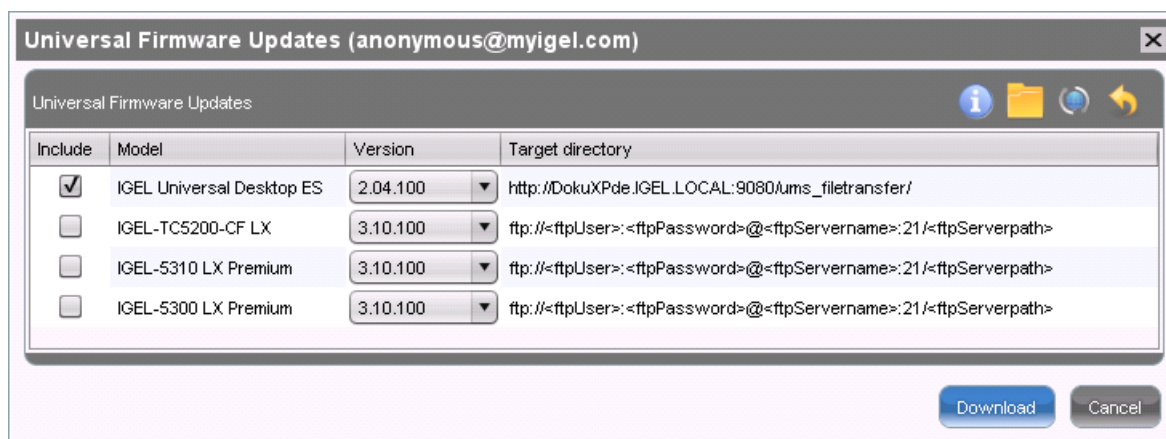 Universal Firmware Updates (anonymous@myigel.com)
Universal Firmware Updates
Include Model Version Target directory
IGEL Universal Desktop ES 2.04.100 http://DokuXPde.IGEL.LOCAL:9080/ums_filetransfer/
IGEL-TC5200-CF LX 3.10.100 ftp://<ftpUser>:<ftpPassword>@<ftpServername>:21/<ftpServerpath>
IGEL-5310 LX Premium 3.10.100 ftp://<ftpUser>:<ftpPassword>@<ftpServername>:21/<ftpServerpath>
IGEL-5300 LX Premium 3.10.100 ftp://<ftpUser>:<ftpPassword>@<ftpServername>:21/<ftpServerpath>
Download Cancel